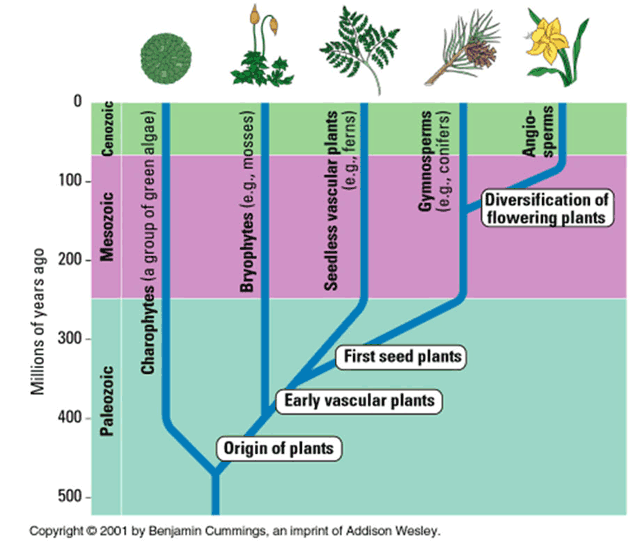 0
100
200
300
400
500
Millions of years ago
Cenozoic
Mesozoic
Paleozoic
Charophytes (a group of green algae)
Bryophytes (e.g., mosses)
Seedless vascular plants
(e.g., ferns)
Gymnosperms
(e.g., conifers)
Angio-
sperms
Diversification of
flowering plants
First seed plants
Early vascular plants
Origin of plants
Copyright © 2001 by Benjamin Cummings, an imprint of Addison Wesley.